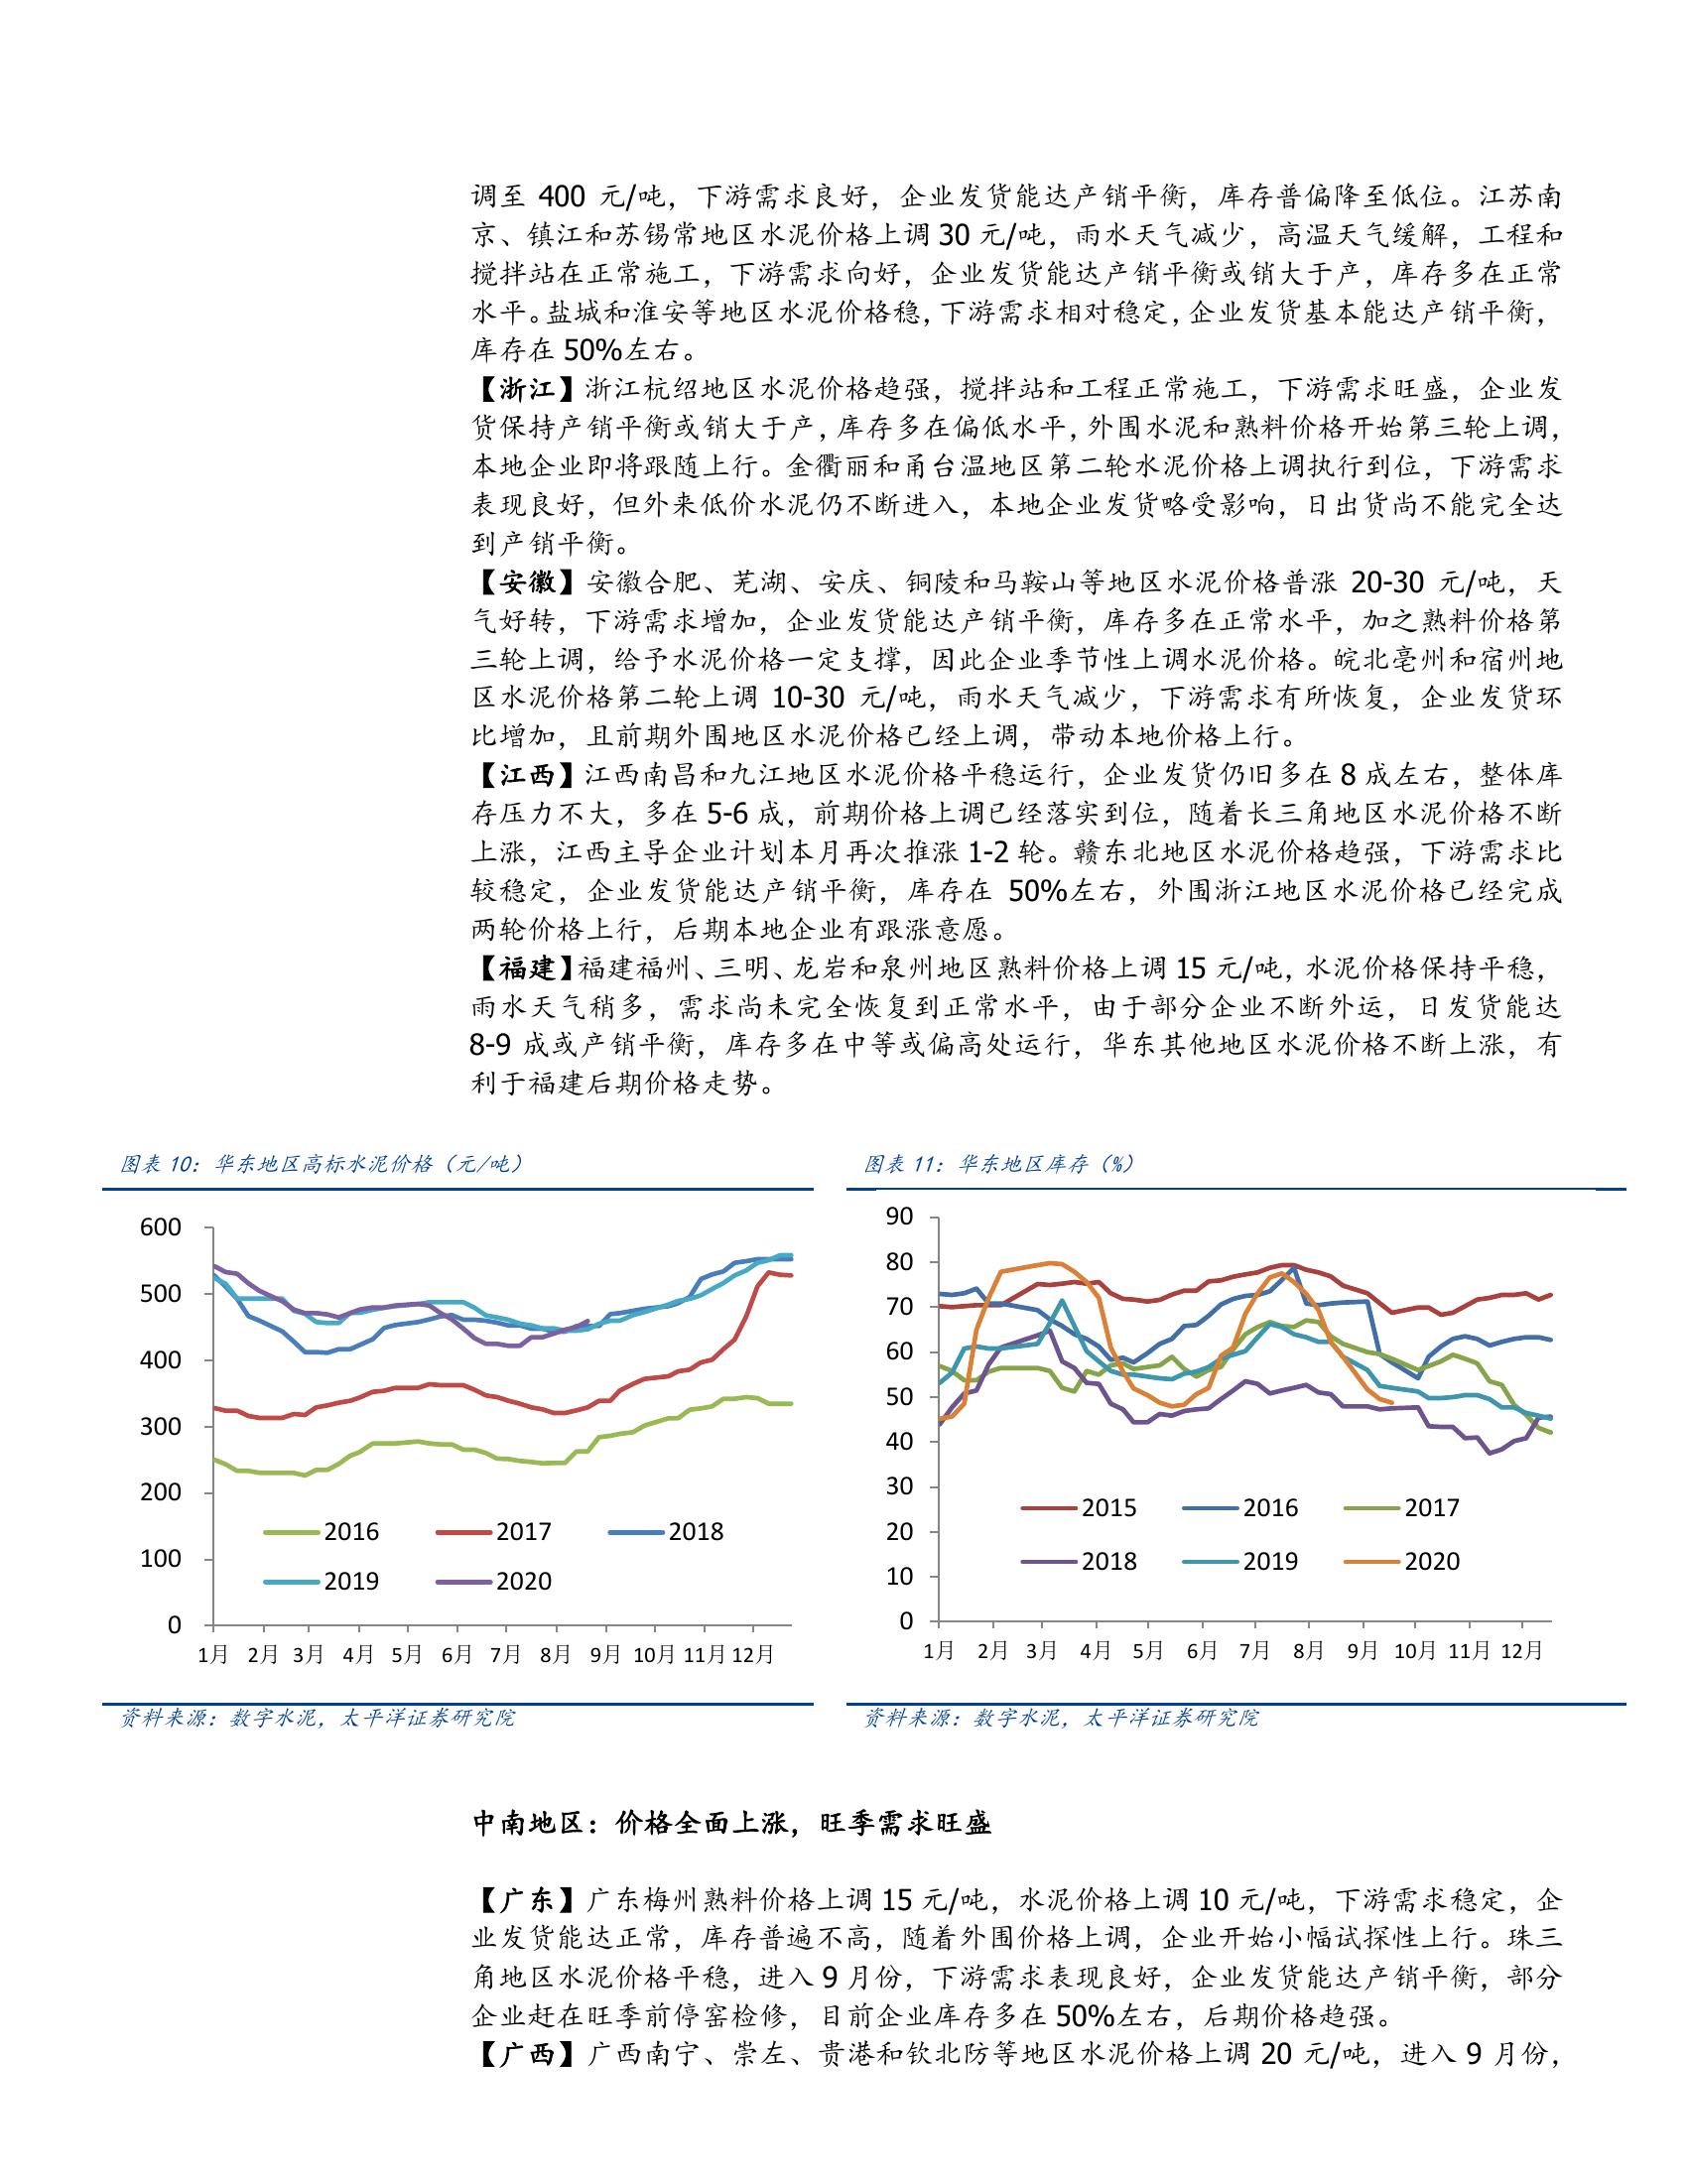 调至 400 元/吨，下游需求良好，企业发货能达产销平衡，库存普偏降至低位。江苏南
京、镇江和苏锡常地区水泥价格上调 30 元/吨，雨水天气减少，高温天气缓解，工程和
搅拌站在正常施工，下游需求向好，企业发货能达产销平衡或销大于产，库存多在正常
水平。盐城和淮安等地区水泥价格稳，下游需求相对稳定，企业发货基本能达产销平衡，
库存在 50%左右。
【浙江】浙江杭绍地区水泥价格趋强，搅拌站和工程正常施工，下游需求旺盛，企业发
货保持产销平衡或销大于产，库存多在偏低水平，外围水泥和熟料价格开始第三轮上调，
本地企业即将跟随上行。金衢丽和甬台温地区第二轮水泥价格上调执行到位，下游需求
表现良好，但外来低价水泥仍不断进入，本地企业发货略受影响，日出货尚不能完全达
到产销平衡。
【安徽】安徽合肥、芜湖、安庆、铜陵和马鞍山等地区水泥价格普涨 20-30 元/吨，天
气好转，下游需求增加，企业发货能达产销平衡，库存多在正常水平，加之熟料价格第
三轮上调，给予水泥价格一定支撑，因此企业季节性上调水泥价格。皖北亳州和宿州地
区水泥价格第二轮上调 10-30 元/吨，雨水天气减少，下游需求有所恢复，企业发货环
比增加，且前期外围地区水泥价格已经上调，带动本地价格上行。
【江西】江西南昌和九江地区水泥价格平稳运行，企业发货仍旧多在 8 成左右，整体库
存压力不大，多在 5-6 成，前期价格上调已经落实到位，随着长三角地区水泥价格不断
上涨，江西主导企业计划本月再次推涨 1-2 轮。赣东北地区水泥价格趋强，下游需求比
较稳定，企业发货能达产销平衡，库存在 50%左右，外围浙江地区水泥价格已经完成
两轮价格上行，后期本地企业有跟涨意愿。
【福建】福建福州、三明、龙岩和泉州地区熟料价格上调 15 元/吨，水泥价格保持平稳，
雨水天气稍多，需求尚未完全恢复到正常水平，由于部分企业不断外运，日发货能达
8-9 成或产销平衡，库存多在中等或偏高处运行，华东其他地区水泥价格不断上涨，有
利于福建后期价格走势。
图表 10：华东地区高标水泥价格（元/吨）
600
500
400
300
200
100
0
2016 2017 2018
2019 2020
1月 2月 3月 4月 5月 6月 7月 8月 9月 10月 11月 12月
资料来源：数字水泥，太平洋证券研究院
图表 11：华东地区库存（%）
90
80
70
60
50
40
30
20
10
0
2015 2016 2017
2018 2019 2020
1月 2月 3月 4月 5月 6月 7月 8月 9月 10月 11月 12月
资料来源：数字水泥，太平洋证券研究院
中南地区：价格全面上涨，旺季需求旺盛
【广东】广东梅州熟料价格上调 15 元/吨，水泥价格上调 10 元/吨，下游需求稳定，企
业发货能达正常，库存普遍不高，随着外围价格上调，企业开始小幅试探性上行。珠三
角地区水泥价格平稳，进入 9 月份，下游需求表现良好，企业发货能达产销平衡，部分
企业赶在旺季前停窑检修，目前企业库存多在 50%左右，后期价格趋强。
【广西】广西南宁、崇左、贵港和钦北防等地区水泥价格上调 20 元/吨，进入 9 月份，